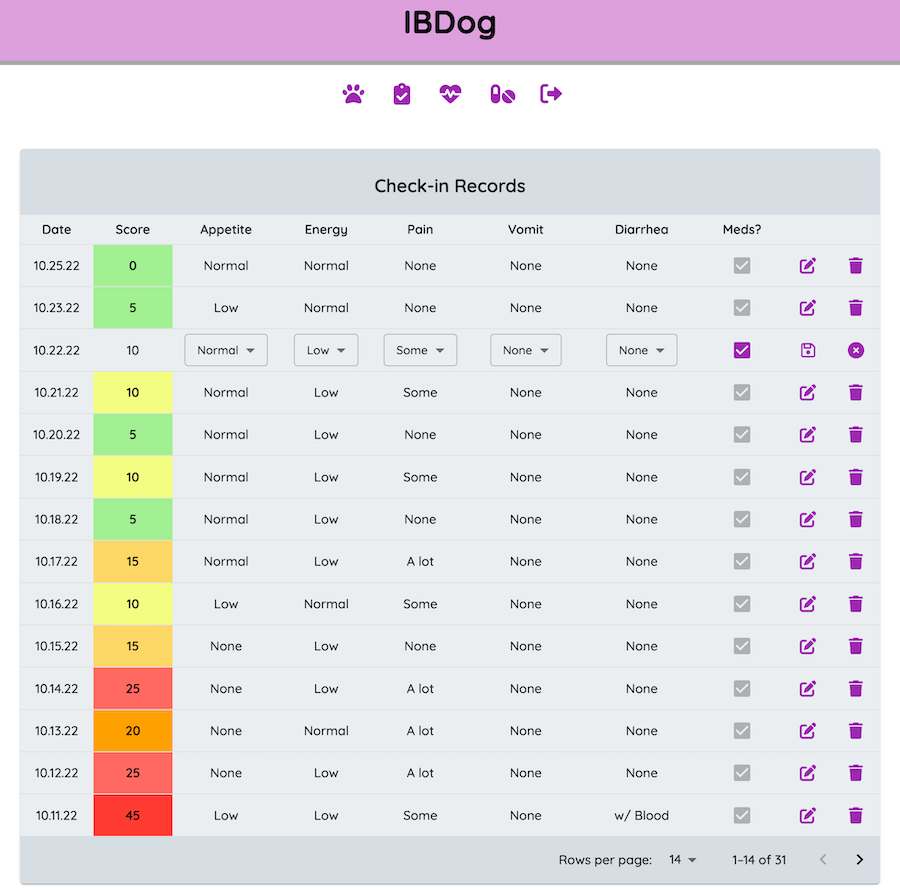 IBDog
Check-in Records
Date Score Appetite Energy Pain Vomit Diarrhea Meds?
10.25.22 0 Normal Normal None None None
10.23.22 5 Low Normal None None None
10.22.22 10 Normal Low Some None None
10.21.22 10 Normal Low Some None None
10.20.22 5 Normal Low None None None
10.19.22 10 Normal Low Some None None
10.18.22 5 Normal Low None None None
10.17.22 15 Normal Low A lot None None
10.16.22 10 Low Normal Some None None
10.15.22 15 None Low None None None
10.14.22 25 None Low A lot None None
10.13.22 20 None Normal A lot None None
10.12.22 25 None Low A lot None None
10.11.22 45 Low Low Some None w/ Blood
Rows per page: 14 1–14 of 31